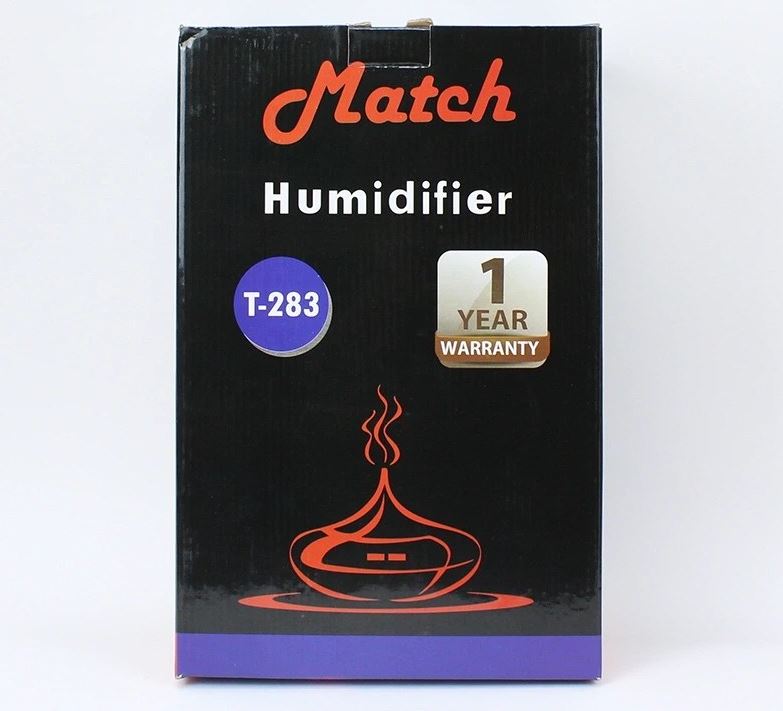 Match
Humidifier
T-283
1
YEAR
WARRANTY